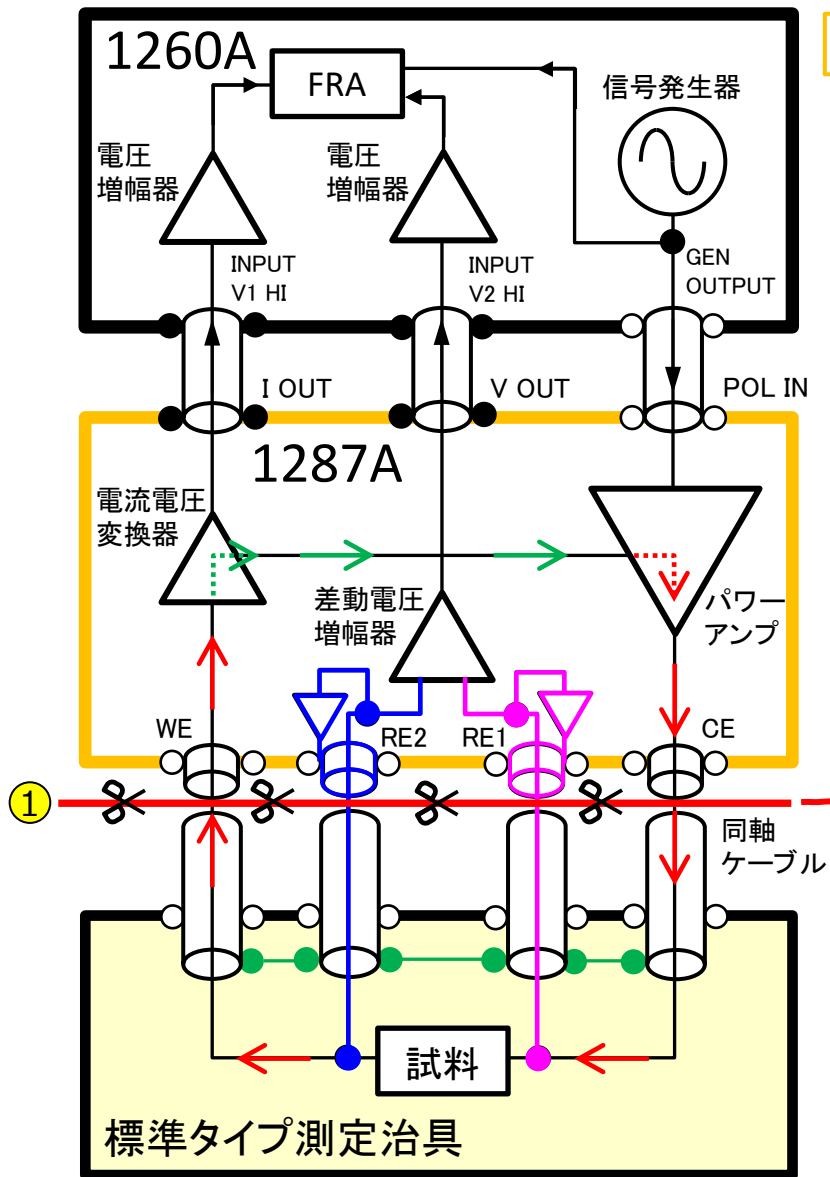 1260A
FRA
信号発生器
電圧
増幅器
電圧
増幅器
INPUT
V1 HI
INPUT
V2 HI
GEN
OUTPUT
I OUT
V OUT
POL IN
1287A
電流電圧
変換器
差動電圧
増幅器
パワー
アンプ
WE
RE2
RE1
CE
①
同軸
ケーブル
試料
標準タイプ測定治具